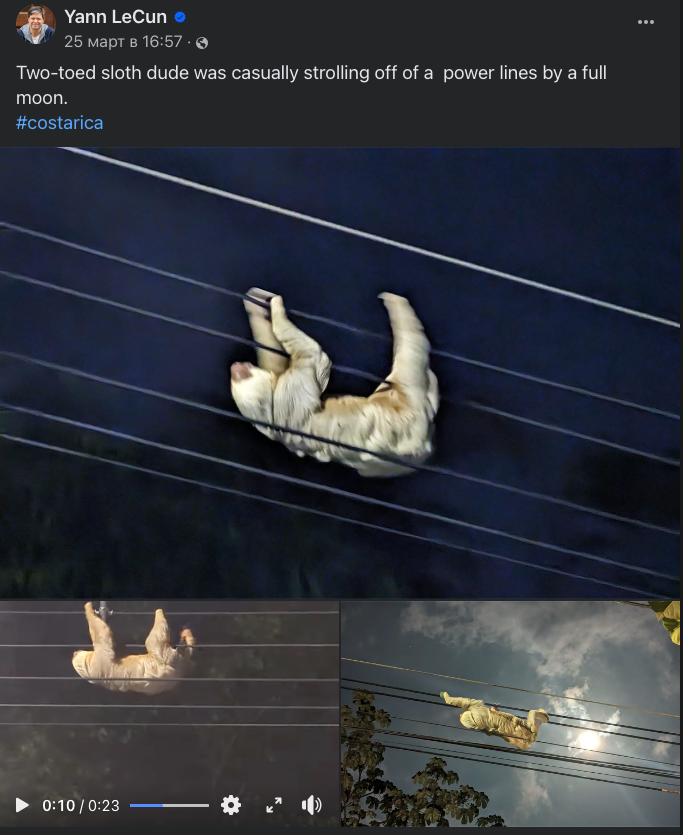 Yann LeCun
25 март в 16:57 ·
Two-toed sloth dude was casually strolling off of a  power lines by a full
moon.
#costarica
0:10 / 0:23